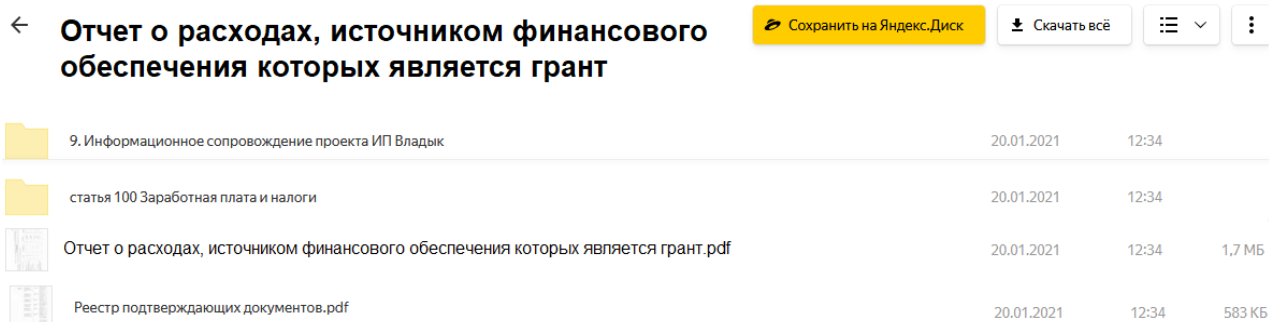 Отчет о расходах, источником финансового
обеспечения которых является грант
Сохранить на Яндекс.Диск
Скачать всё
9. Информационное сопровождение проекта ИП Владык 20.01.2021 12:34
статья 100 Заработная плата и налоги 20.01.2021 12:34
Отчет о расходах, источником финансового обеспечения которых является грант.pdf 20.01.2021 12:34 1,7 МБ
Реестр подтверждающих документов.pdf 20.01.2021 12:34 583 КБ